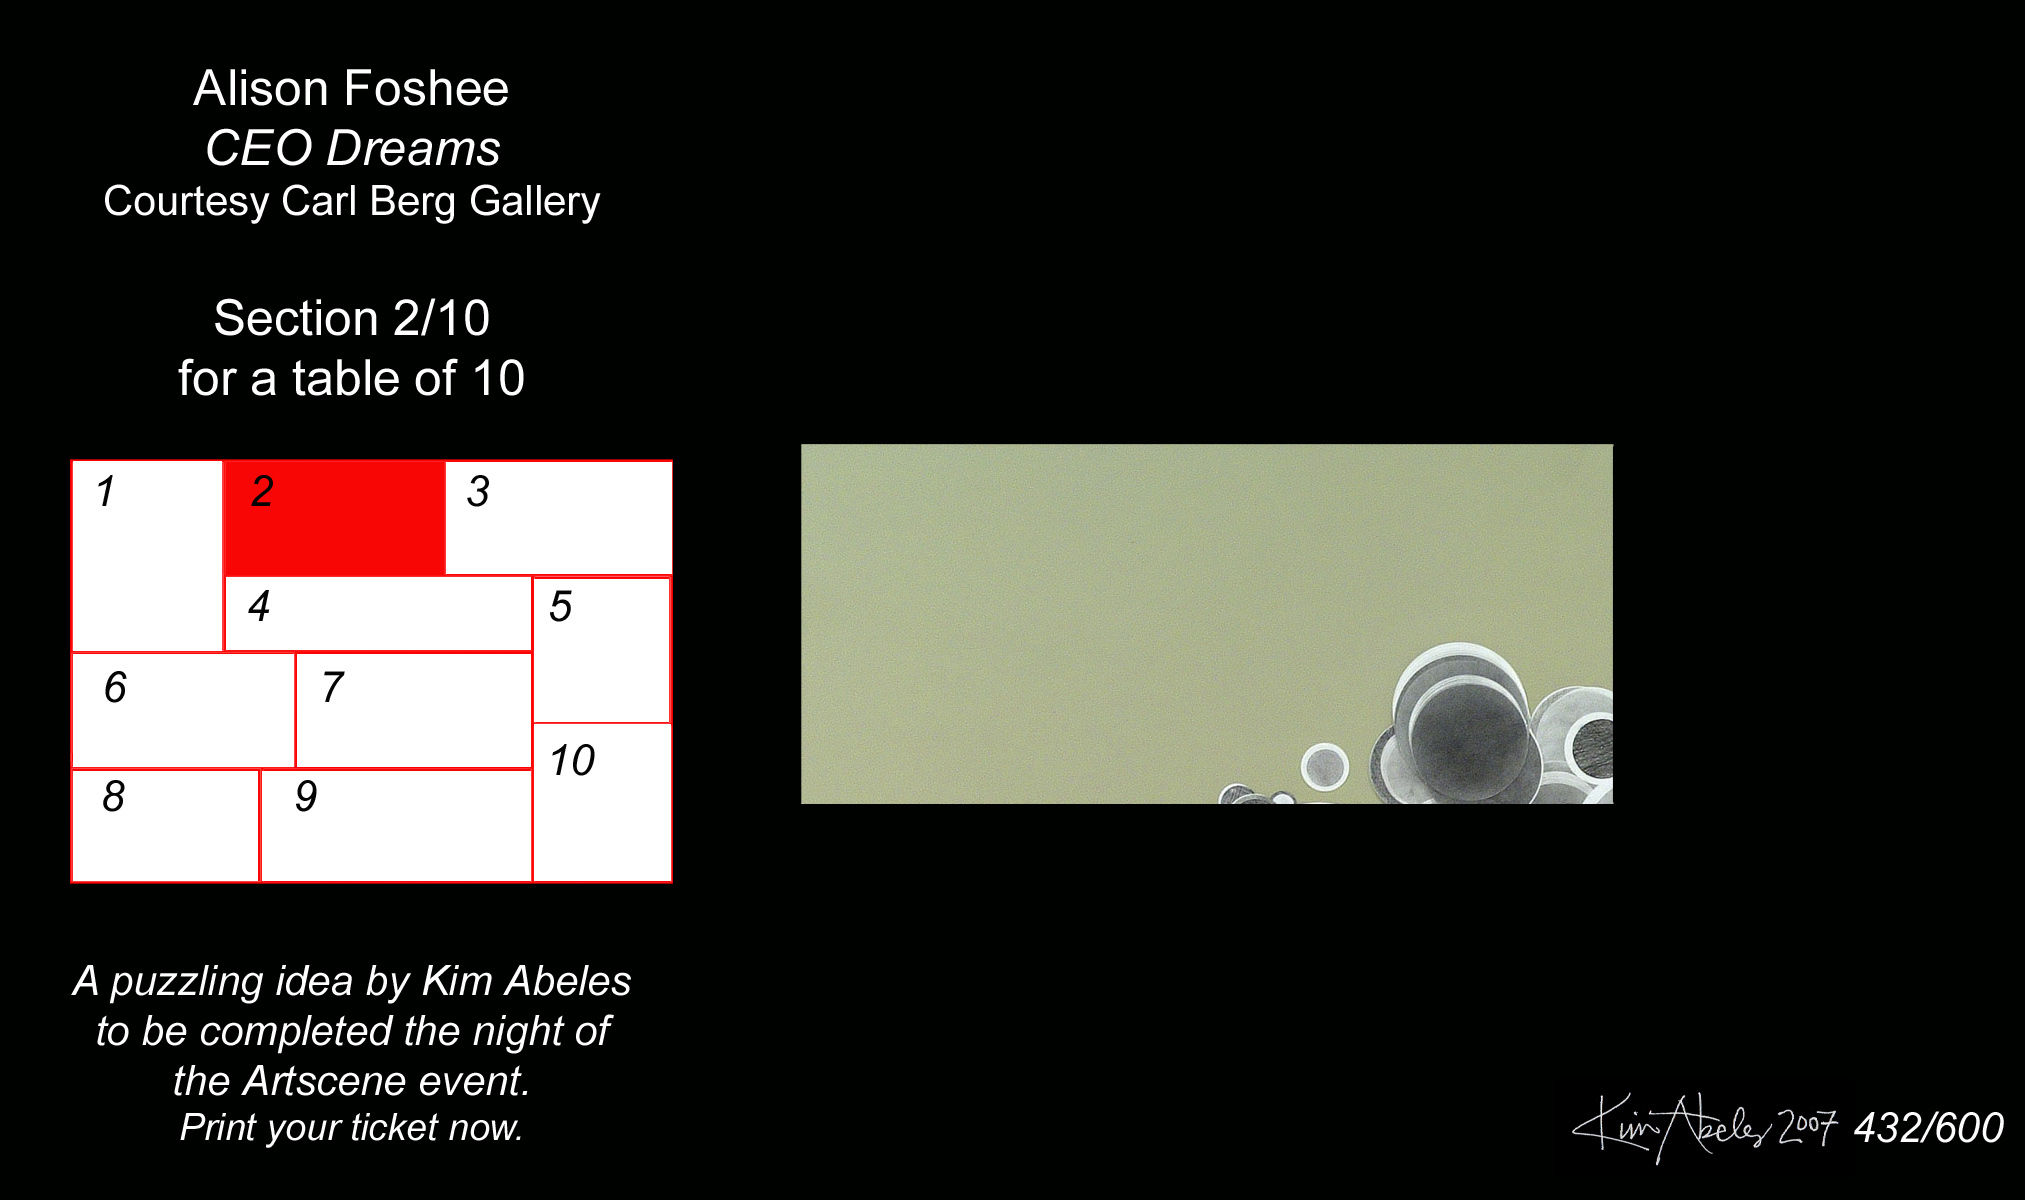 Alison Foshee
CEO Dreams
Courtesy Carl Berg Gallery
Section 2/10
for a table of 10
1
2
3
4
5
6
7
10
8
9
A puzzling idea by Kim Abeles
to be completed the night of
the Artscene event.
Print your ticket now.
Kim Abeles 2007 432/600